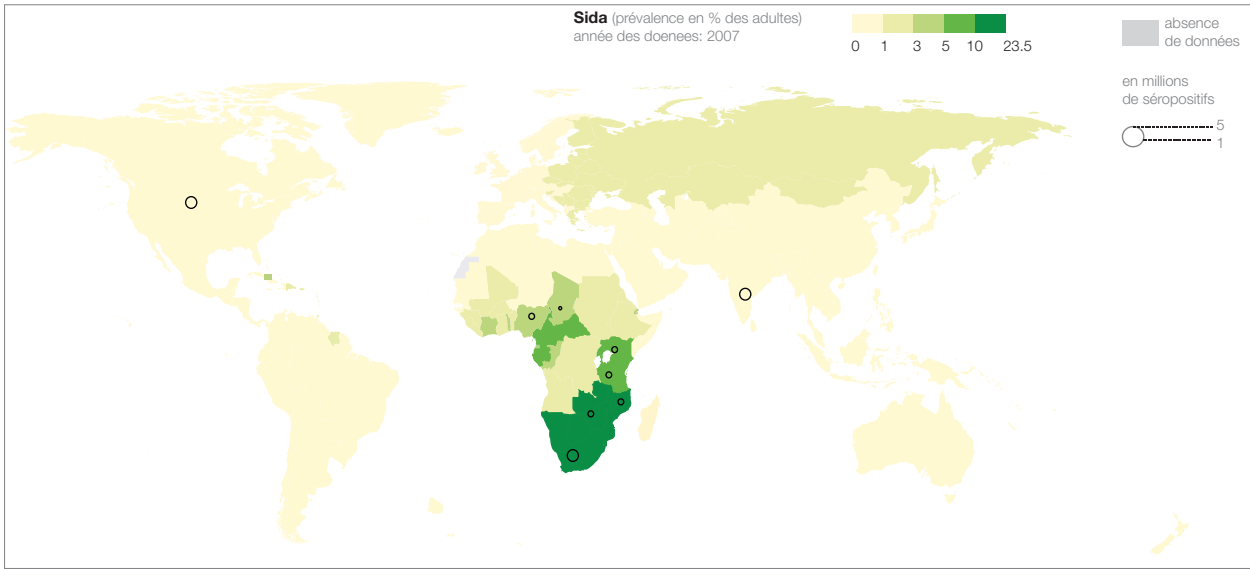 Sida (prévalence en % des adultes)
année des doenees: 2007
0 1 3 5 10 23.5
absence
de données
en millions
de séropositifs
5
1